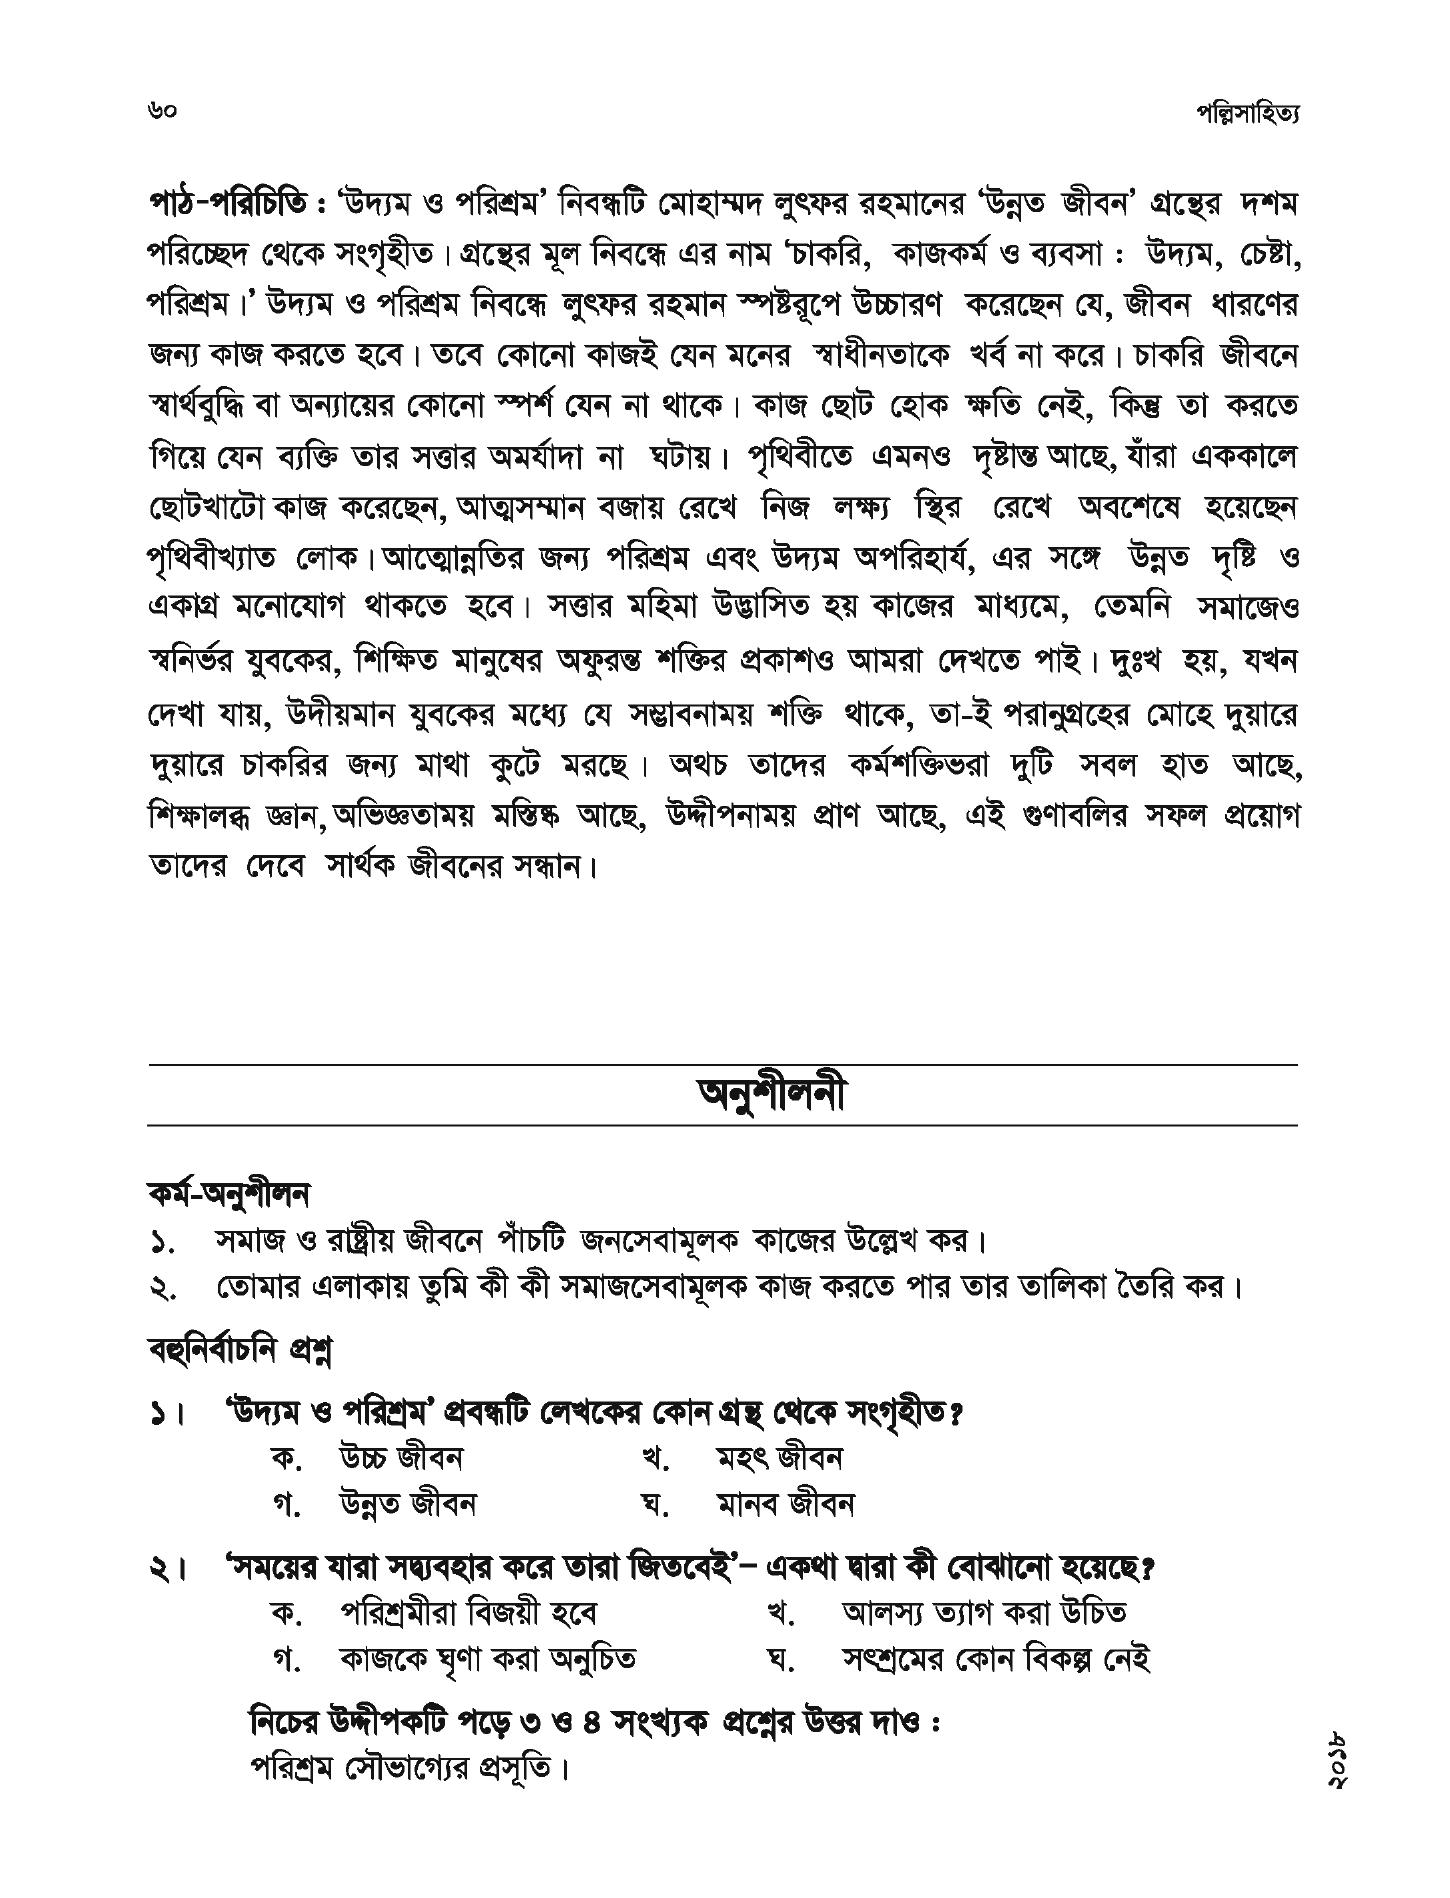 ৬০ পল্লিসাহিত্য
পাঠ-পরিচিতি : ‘উদ্যম ও পরিশ্রম’ নিবন্ধটি মোহাম্মদ লুৎফর রহমানের ‘উন্নত জীবন’ গ্রন্থের দশম
পরিচ্ছেদ থেকে সংগৃহীত। গ্রন্থের মূল নিবন্ধে এর নাম ‘চাকরি, কাজকর্ম ও ব্যবসা : উদ্যম, চেষ্টা,
পরিশ্রম।’ উদ্যম ও পরিশ্রম নিবন্ধে লুৎফর রহমান স্পষ্টরূপে উচ্চারণ করেছেন যে, জীবন ধারণের
জন্য কাজ করতে হবে। তবে কোনো কাজই যেন মনের স্বাধীনতাকে খর্ব না করে। চাকরি জীবনে
স্বার্থবুদ্ধি বা অন্যায়ের কোনো স্পর্শ যেন না থাকে। কাজ ছোট হোক ক্ষতি নেই, কিন্তু তা করতে
গিয়ে যেন ব্যক্তি তার সত্তার অমর্যাদা না ঘটায়। পৃথিবীতে এমনও দৃষ্টান্ত আছে, যাঁরা এককালে
ছোটখাটো কাজ করেছেন, আত্মসম্মান বজায় রেখে নিজ লক্ষ্য স্থির রেখে অবশেষে হয়েছেন
পৃথিবীখ্যাত লোক। আত্মোন্নতির জন্য পরিশ্রম এবং উদ্যম অপরিহার্য, এর সঙ্গে উন্নত দৃষ্টি ও
একাগ্র মনোযোগ থাকতে হবে। সত্তার মহিমা উদ্ভাসিত হয় কাজের মাধ্যমে, তেমনি সমাজেও
স্বনির্ভর যুবকের, শিক্ষিত মানুষের অফুরন্ত শক্তির প্রকাশও আমরা দেখতে পাই। দুঃখ হয়, যখন
দেখা যায়, উদীয়মান যুবকের মধ্যে যে সম্ভাবনাময় শক্তি থাকে, তা-ই পরানুগ্রহের মোহে দুয়ারে
দুয়ারে চাকরির জন্য মাথা কুটে মরছে। অথচ তাদের কর্মশক্তিভরা দুটি সবল হাত আছে,
শিক্ষালব্ধ জ্ঞান, অভিজ্ঞতাময় মস্তিষ্ক আছে, উদ্দীপনাময় প্রাণ আছে, এই গুণাবলির সফল প্রয়োগ
তাদের দেবে সার্থক জীবনের সন্ধান।
অনুশীলনী
কর্ম-অনুশীলন
১. সমাজ ও রাষ্ট্রীয় জীবনে পাঁচটি জনসেবামূলক কাজের উল্লেখ কর।
২. তোমার এলাকায় তুমি কী কী সমাজসেবামূলক কাজ করতে পার তার তালিকা তৈরি কর।
বহুনির্বাচনি প্রশ্ন
১। ‘উদ্যম ও পরিশ্রম’ প্রবন্ধটি লেখকের কোন গ্রন্থ থেকে সংগৃহীত?
ক. উচ্চ জীবন খ. মহৎ জীবন
গ. উন্নত জীবন ঘ. মানব জীবন
২। ‘সময়ের যারা সদ্ব্যবহার করে তারা জিতবেই’– একথা দ্বারা কী বোঝানো হয়েছে?
ক. পরিশ্রমীরা বিজয়ী হবে খ. আলস্য ত্যাগ করা উচিত
গ. কাজকে ঘৃণা করা অনুচিত ঘ. সৎশ্রমের কোন বিকল্প নেই
নিচের উদ্দীপকটি পড়ে ৩ ও ৪ সংখ্যক প্রশ্নের উত্তর দাও :
পরিশ্রম সৌভাগ্যের প্রসূতি।
২০১৮